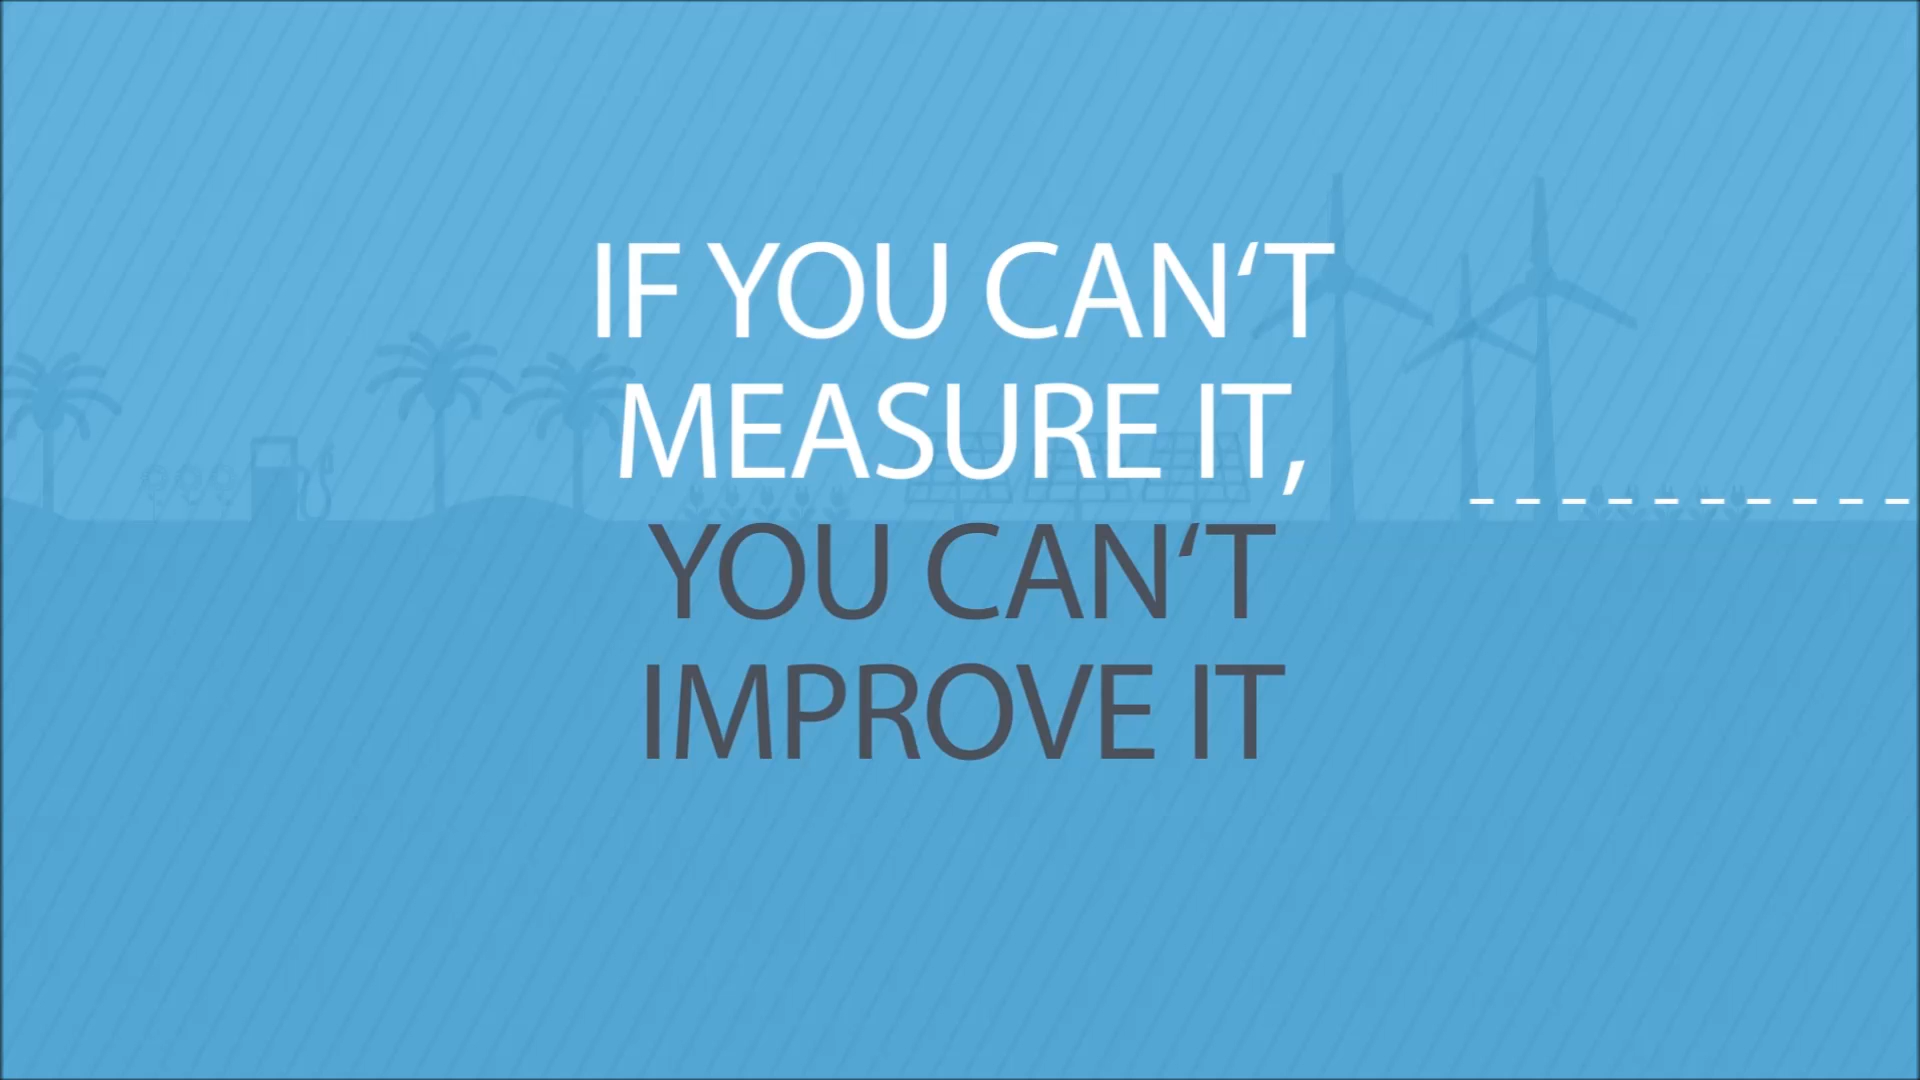 IF YOU CAN‘T
MEASURE IT,
YOU CAN‘T
IMPROVE IT